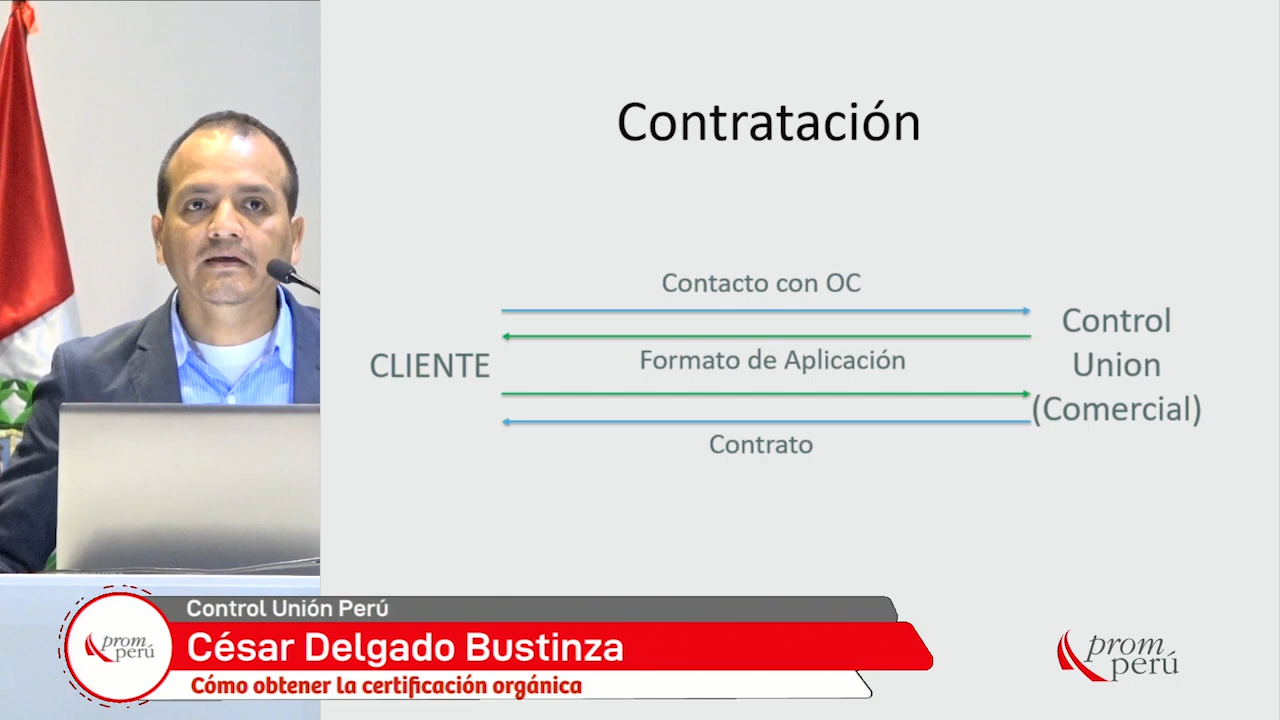 Contratación
Contacto con OC
CLIENTE
Formato de Aplicación
Contrato
Control
Union
(Comercial)
Control Unión Perú
César Delgado Bustinza
Cómo obtener la certificación orgánica
prom
perú
prom
perú